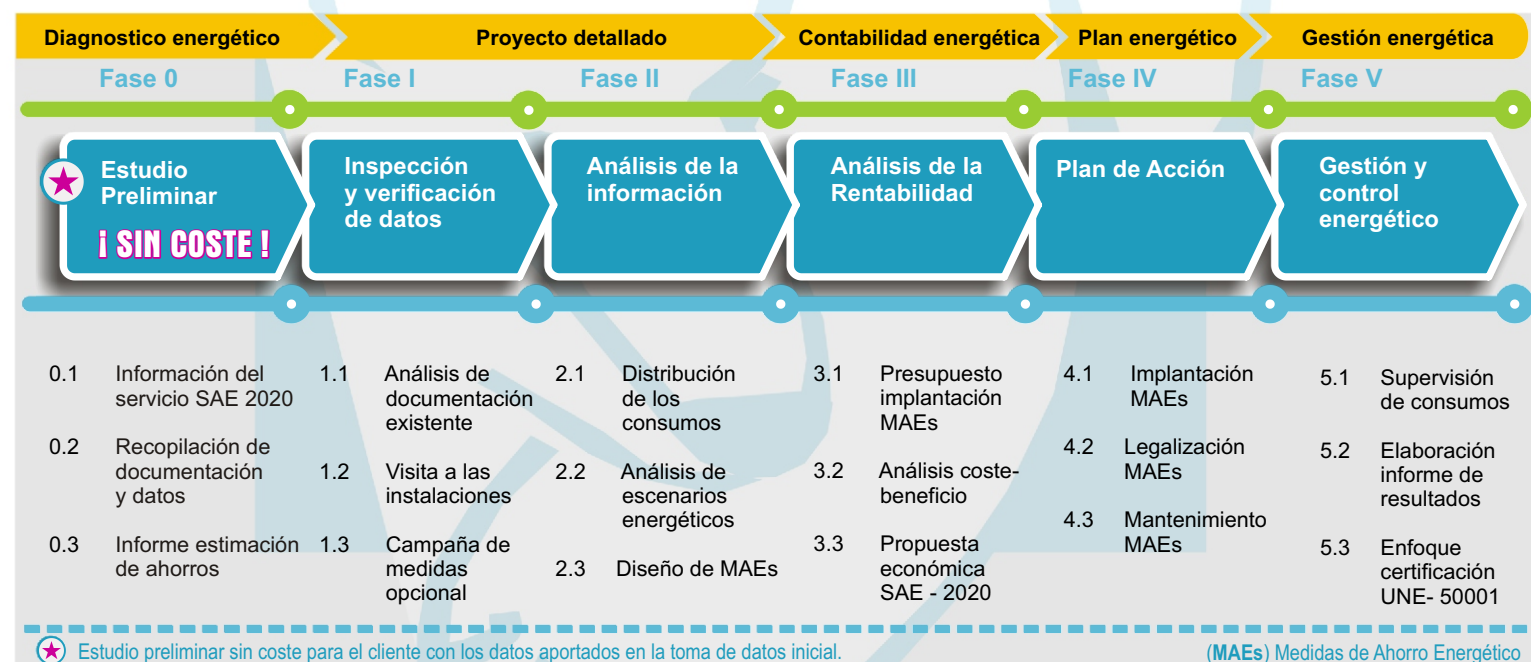 Diagnostico energético
Proyecto detallado
Contabilidad energética
Plan energético
Gestión energética
Fase 0
Fase I
Fase II
Fase III
Fase IV
Fase V
Estudio
Preliminar
¡ SIN COSTE !
Inspección
y verificación
de datos
Análisis de la
información
Análisis de la
Rentabilidad
Plan de Acción
Gestión y
control
energético
0.1 Información del
servicio SAE 2020
0.2 Recopilación de
documentación
y datos
0.3 Informe estimación
de ahorros
1.1 Análisis de
documentación
existente
1.2 Visita a las
instalaciones
1.3 Campaña de
medidas
opcional
2.1 Distribución
de los
consumos
2.2 Análisis de
escenarios
energéticos
2.3 Diseño de MAEs
3.1 Presupuesto
implantación
MAEs
3.2 Análisis coste-
beneficio
3.3 Propuesta
económica
SAE - 2020
4.1 Implantación
MAEs
4.2 Legalización
MAEs
4.3 Mantenimiento
MAEs
5.1 Supervisión
de consumos
5.2 Elaboración
informe de
resultados
5.3 Enfoque
certificación
UNE- 50001
Estudio preliminar sin coste para el cliente con los datos aportados en la toma de datos inicial.
(MAEs) Medidas de Ahorro Energético